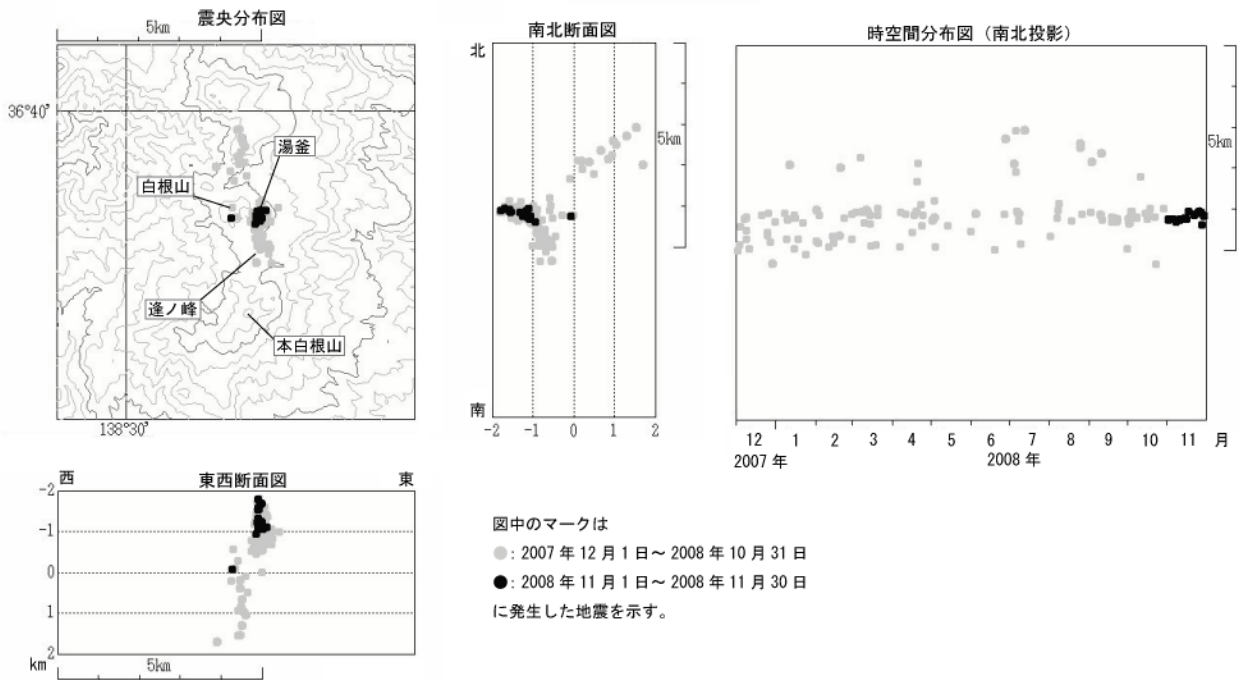 震央分布図
5km
36°40′
湯釜
白根山
逢ノ峰
本白根山
138°30′
南北断面図
北
南
5km
-2 -1 0 1 2
時空間分布図（南北投影）
5km
12 1 2 3 4 5 6 7 8 9 10 11 月
2007 年 2008 年
西 東西断面図 東
-2
-1
0
1
2
km
5km
図中のマークは
●: 2007 年 12 月 1 日～ 2008 年 10 月 31 日
●: 2008 年 11 月 1 日～ 2008 年 11 月 30 日
に発生した地震を示す。